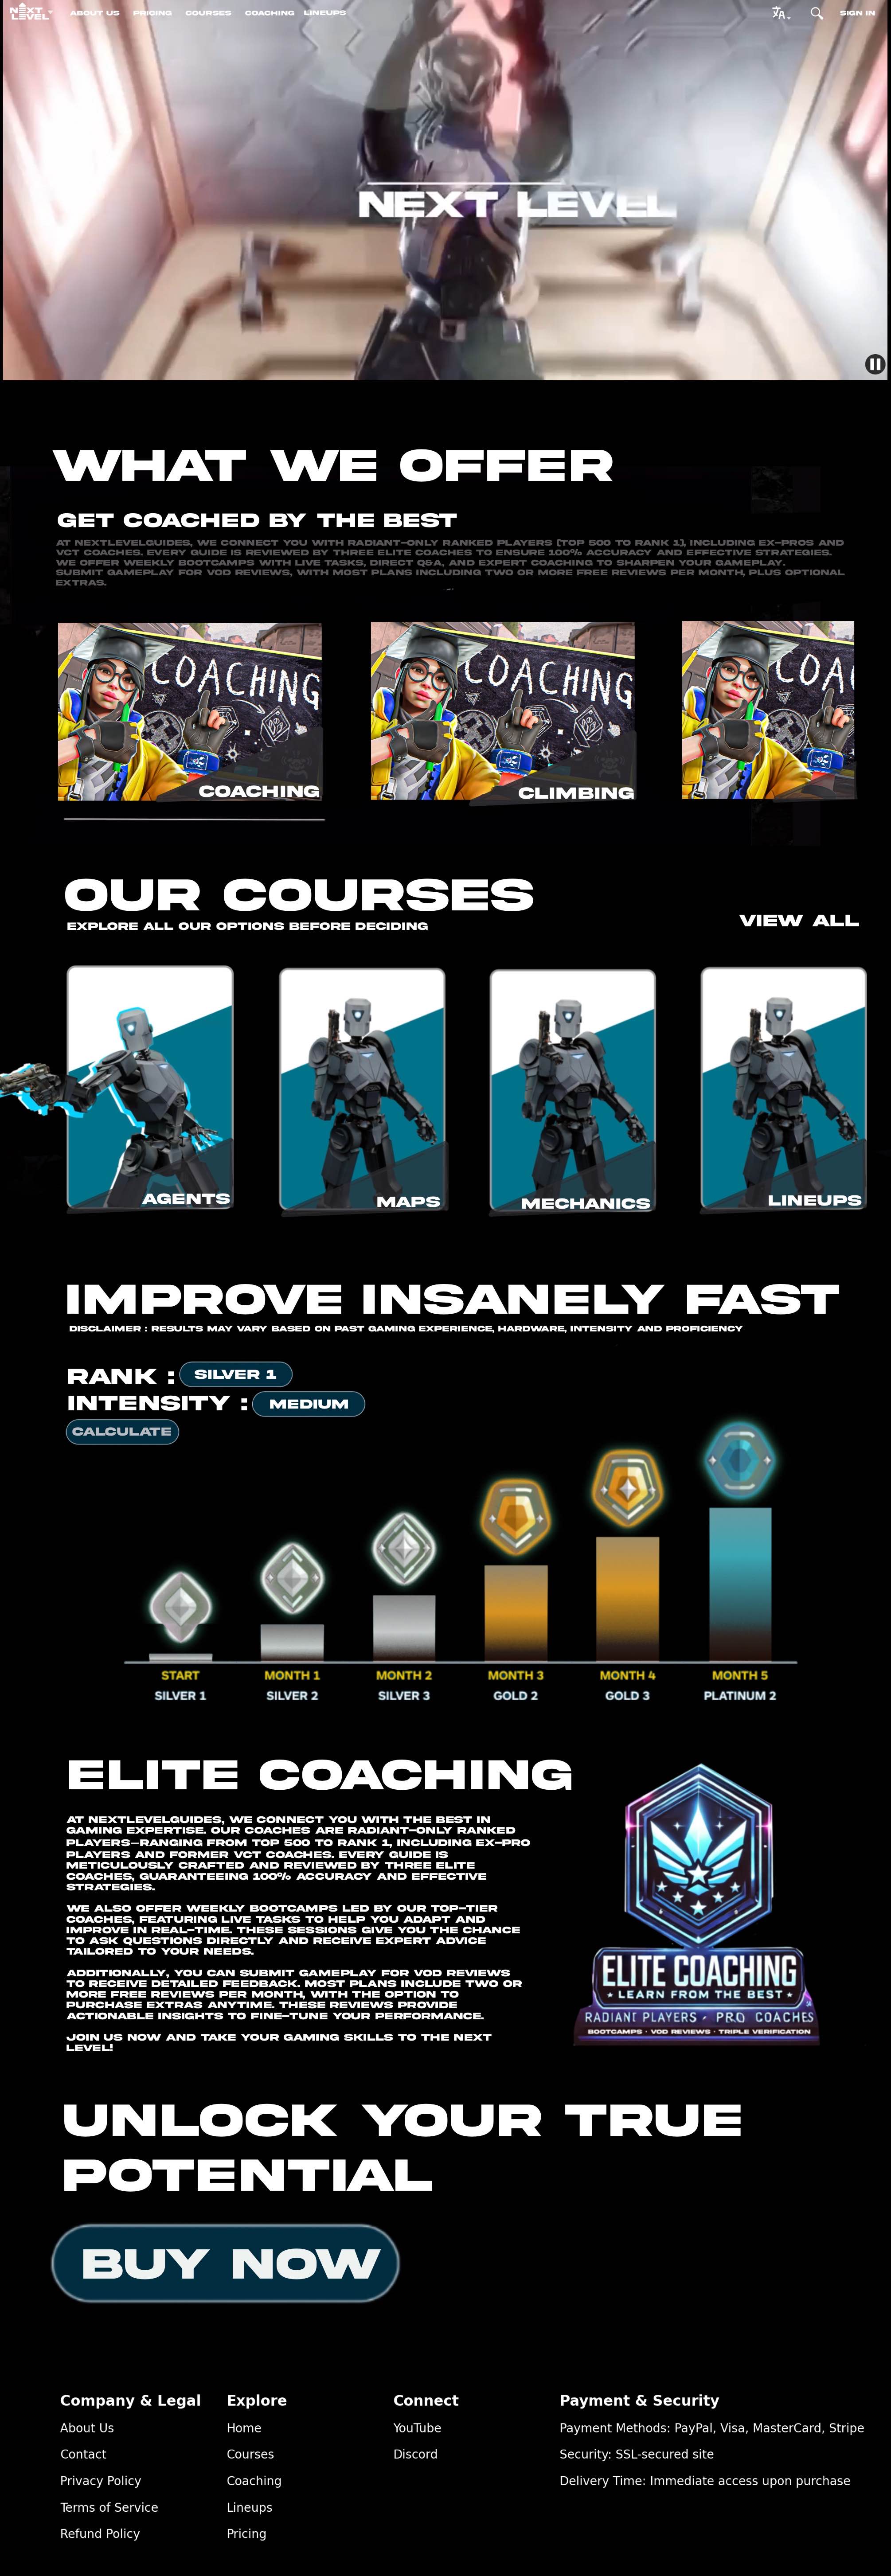 NEXT LEVEL
ABOUT US PRICING COURSES COACHING LINEUPS
SIGN IN
NEXT LEVEL
WHAT WE OFFER
GET COACHED BY THE BEST
AT NEXTLEVELGUIDES, WE CONNECT YOU WITH RADIANT-ONLY RANKED PLAYERS (TOP 500 TO RANK 1), INCLUDING EX-PROS AND
VCT COACHES. EVERY GUIDE IS REVIEWED BY THREE ELITE COACHES TO ENSURE 100% ACCURACY AND EFFECTIVE STRATEGIES.
WE OFFER WEEKLY BOOTCAMPS WITH LIVE TASKS, DIRECT Q&A, AND EXPERT COACHING TO SHARPEN YOUR GAMEPLAY.
SUBMIT GAMEPLAY FOR VOD REVIEWS, WITH MOST PLANS INCLUDING TWO OR MORE FREE REVIEWS PER MONTH, PLUS OPTIONAL
EXTRAS.
COACHING
COACHING
COACHING
CLIMBING
COA
OUR COURSES
EXPLORE ALL OUR OPTIONS BEFORE DECIDING
VIEW ALL
AGENTS
MAPS
MECHANICS
LINEUPS
IMPROVE INSANELY FAST
DISCLAIMER : RESULTS MAY VARY BASED ON PAST GAMING EXPERIENCE, HARDWARE, INTENSITY AND PROFICIENCY
RANK : SILVER 1
INTENSITY : MEDIUM
CALCULATE
START MONTH 1 MONTH 2 MONTH 3 MONTH 4 MONTH 5
SILVER 1 SILVER 2 SILVER 3 GOLD 2 GOLD 3 PLATINUM 2
ELITE COACHING
AT NEXTLEVELGUIDES, WE CONNECT YOU WITH THE BEST IN
GAMING EXPERTISE. OUR COACHES ARE RADIANT-ONLY RANKED
PLAYERS—RANGING FROM TOP 500 TO RANK 1, INCLUDING EX-PRO
PLAYERS AND FORMER VCT COACHES. EVERY GUIDE IS
METICULOUSLY CRAFTED AND REVIEWED BY THREE ELITE
COACHES, GUARANTEEING 100% ACCURACY AND EFFECTIVE
STRATEGIES.
WE ALSO OFFER WEEKLY BOOTCAMPS LED BY OUR TOP-TIER
COACHES, FEATURING LIVE TASKS TO HELP YOU ADAPT AND
IMPROVE IN REAL-TIME. THESE SESSIONS GIVE YOU THE CHANCE
TO ASK QUESTIONS DIRECTLY AND RECEIVE EXPERT ADVICE
TAILORED TO YOUR NEEDS.
ADDITIONALLY, YOU CAN SUBMIT GAMEPLAY FOR VOD REVIEWS
TO RECEIVE DETAILED FEEDBACK. MOST PLANS INCLUDE TWO OR
MORE FREE REVIEWS PER MONTH, WITH THE OPTION TO
PURCHASE EXTRAS ANYTIME. THESE REVIEWS PROVIDE
ACTIONABLE INSIGHTS TO FINE-TUNE YOUR PERFORMANCE.
JOIN US NOW AND TAKE YOUR GAMING SKILLS TO THE NEXT
LEVEL!
ELITE COACHING
★ LEARN FROM THE BEST ★
RADIANT PLAYERS · PRO COACHES
BOOTCAMPS · VOD REVIEWS · TRIPLE VERIFICATION
UNLOCK YOUR TRUE
POTENTIAL
BUY NOW
Company & Legal
About Us
Contact
Privacy Policy
Terms of Service
Refund Policy
Explore
Home
Courses
Coaching
Lineups
Pricing
Connect
YouTube
Discord
Payment & Security
Payment Methods: PayPal, Visa, MasterCard, Stripe
Security: SSL-secured site
Delivery Time: Immediate access upon purchase